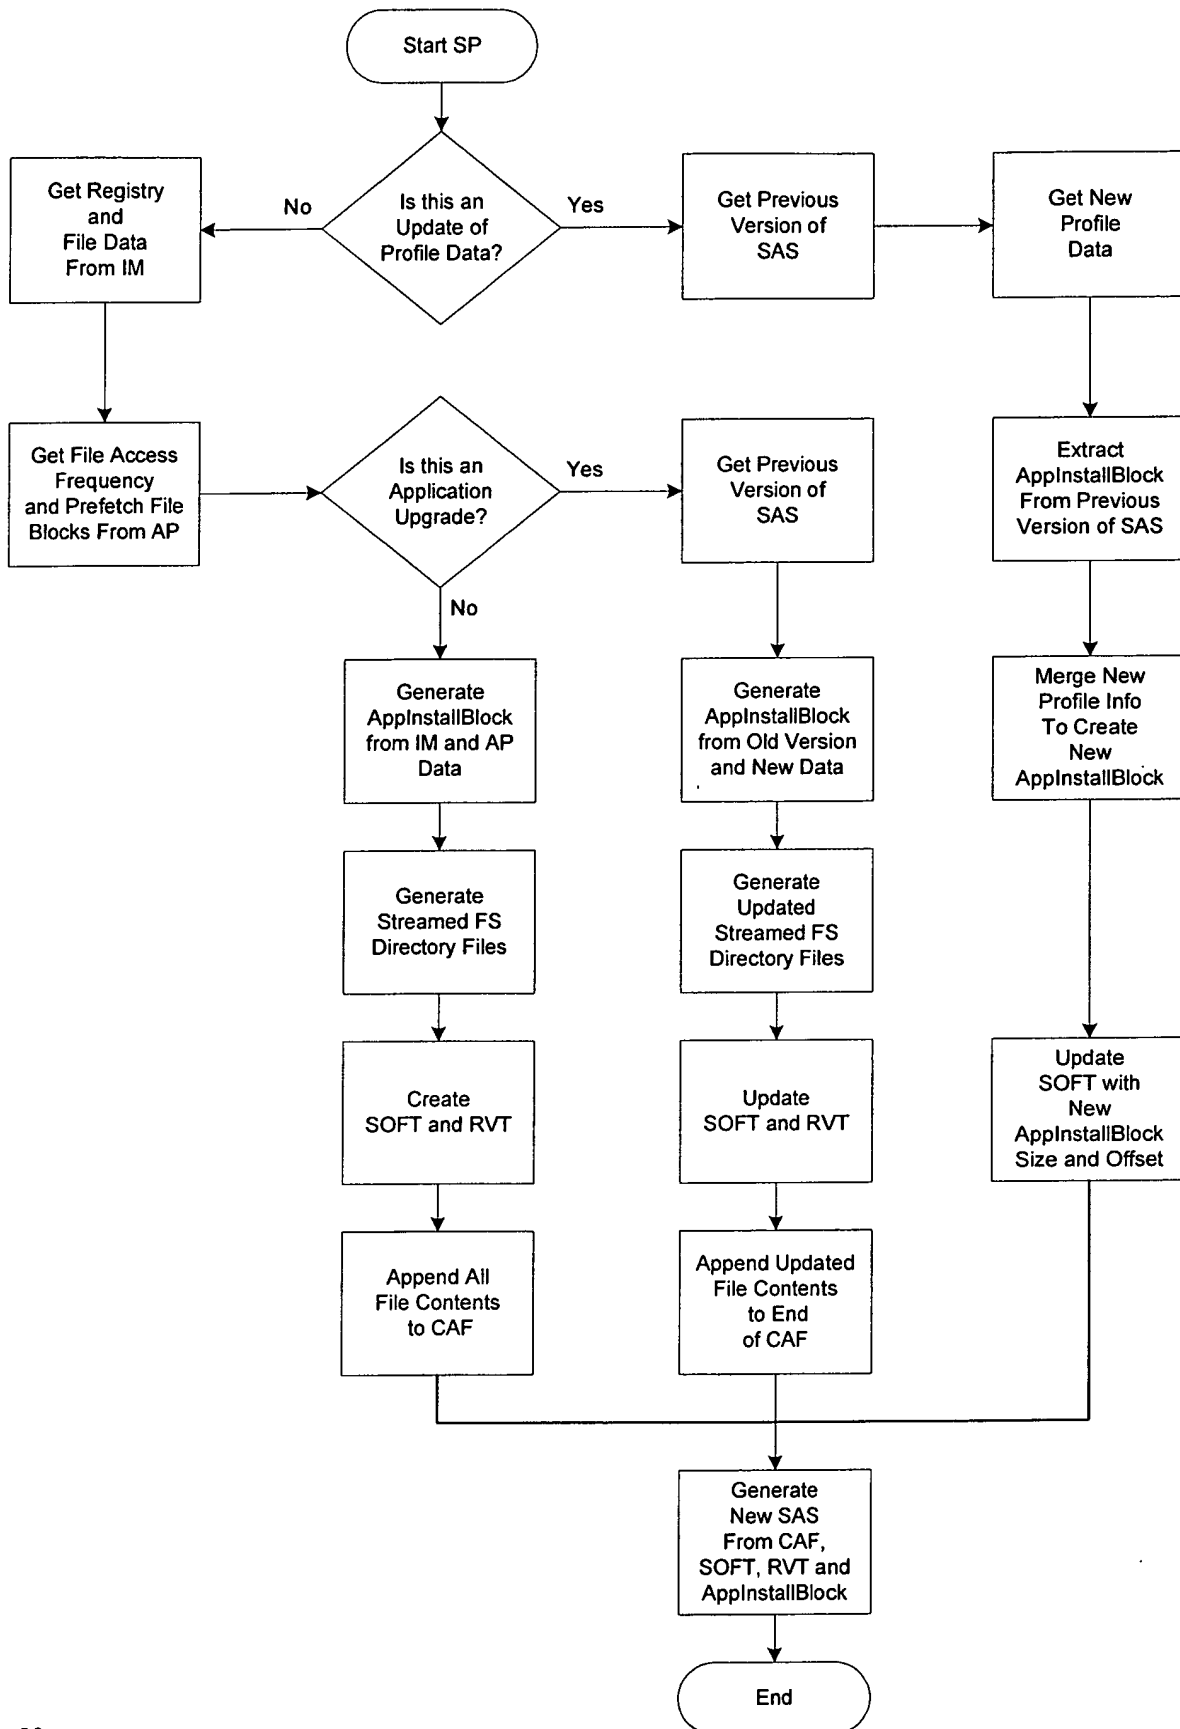 Start SP
Get Registry
and
File Data
From IM
No
Is this an
Update of
Profile Data?
Yes
Get Previous
Version of
SAS
Get New
Profile
Data
Get File Access
Frequency
and Prefetch File
Blocks From AP
Is this an
Application
Upgrade?
Yes
No
Get Previous
Version of
SAS
Extract
AppInstallBlock
From Previous
Version of SAS
Generate
AppInstallBlock
from IM and AP
Data
Generate
AppInstallBlock
from Old Version
and New Data
Merge New
Profile Info
To Create
New
AppInstallBlock
Generate
Streamed FS
Directory Files
Generate
Updated
Streamed FS
Directory Files
Create
SOFT and RVT
Update
SOFT and RVT
Update
SOFT with
New
AppInstallBlock
Size and Offset
Append All
File Contents
to CAF
Append Updated
File Contents
to End
of CAF
Generate
New SAS
From CAF,
SOFT, RVT and
AppInstallBlock
End